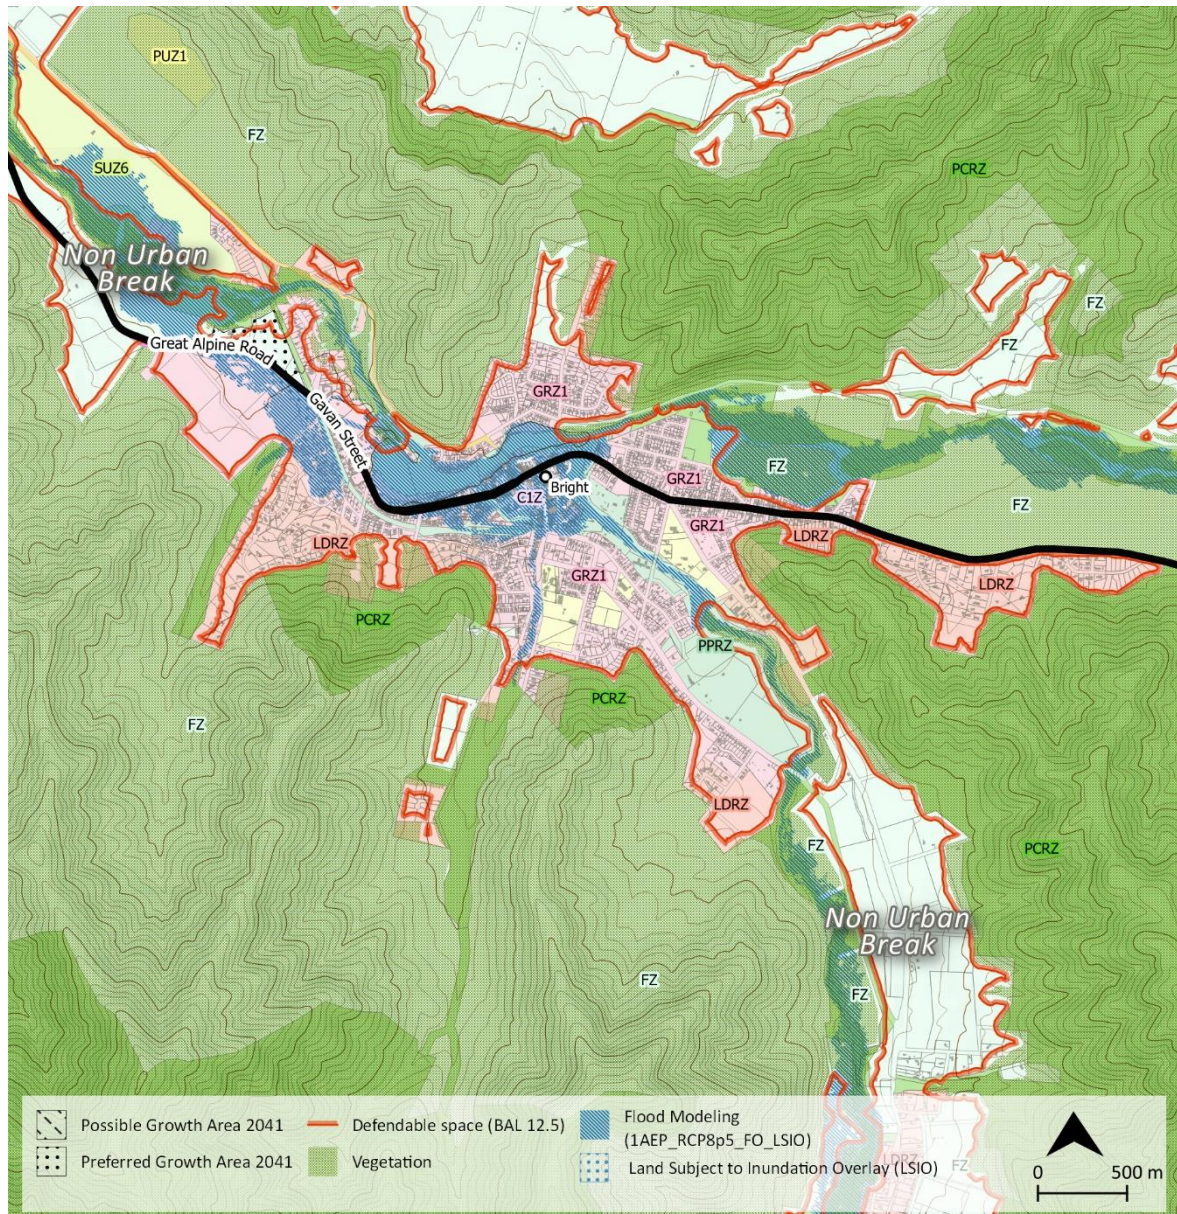 PUZ1
FZ
SUZ6
PCRZ
Non Urban
Break
FZ
FZ
Great Alpine Road
Gavan Street
GRZ1
FZ
GRZ1
Bright
C1Z
FZ
GRZ1
LDRZ
LDRZ
GRZ1
LDRZ
PCRZ
PPRZ
PCRZ
FZ
LDRZ
FZ
PCRZ
Non Urban
Break
FZ
FZ
Possible Growth Area 2041
Defendable space (BAL 12.5)
Flood Modeling
(1AEP_RCP8p5_FO_LSIO)
Preferred Growth Area 2041
Vegetation
Land Subject to Inundation Overlay (LSIO)
LDRZ
FZ
0 500 m